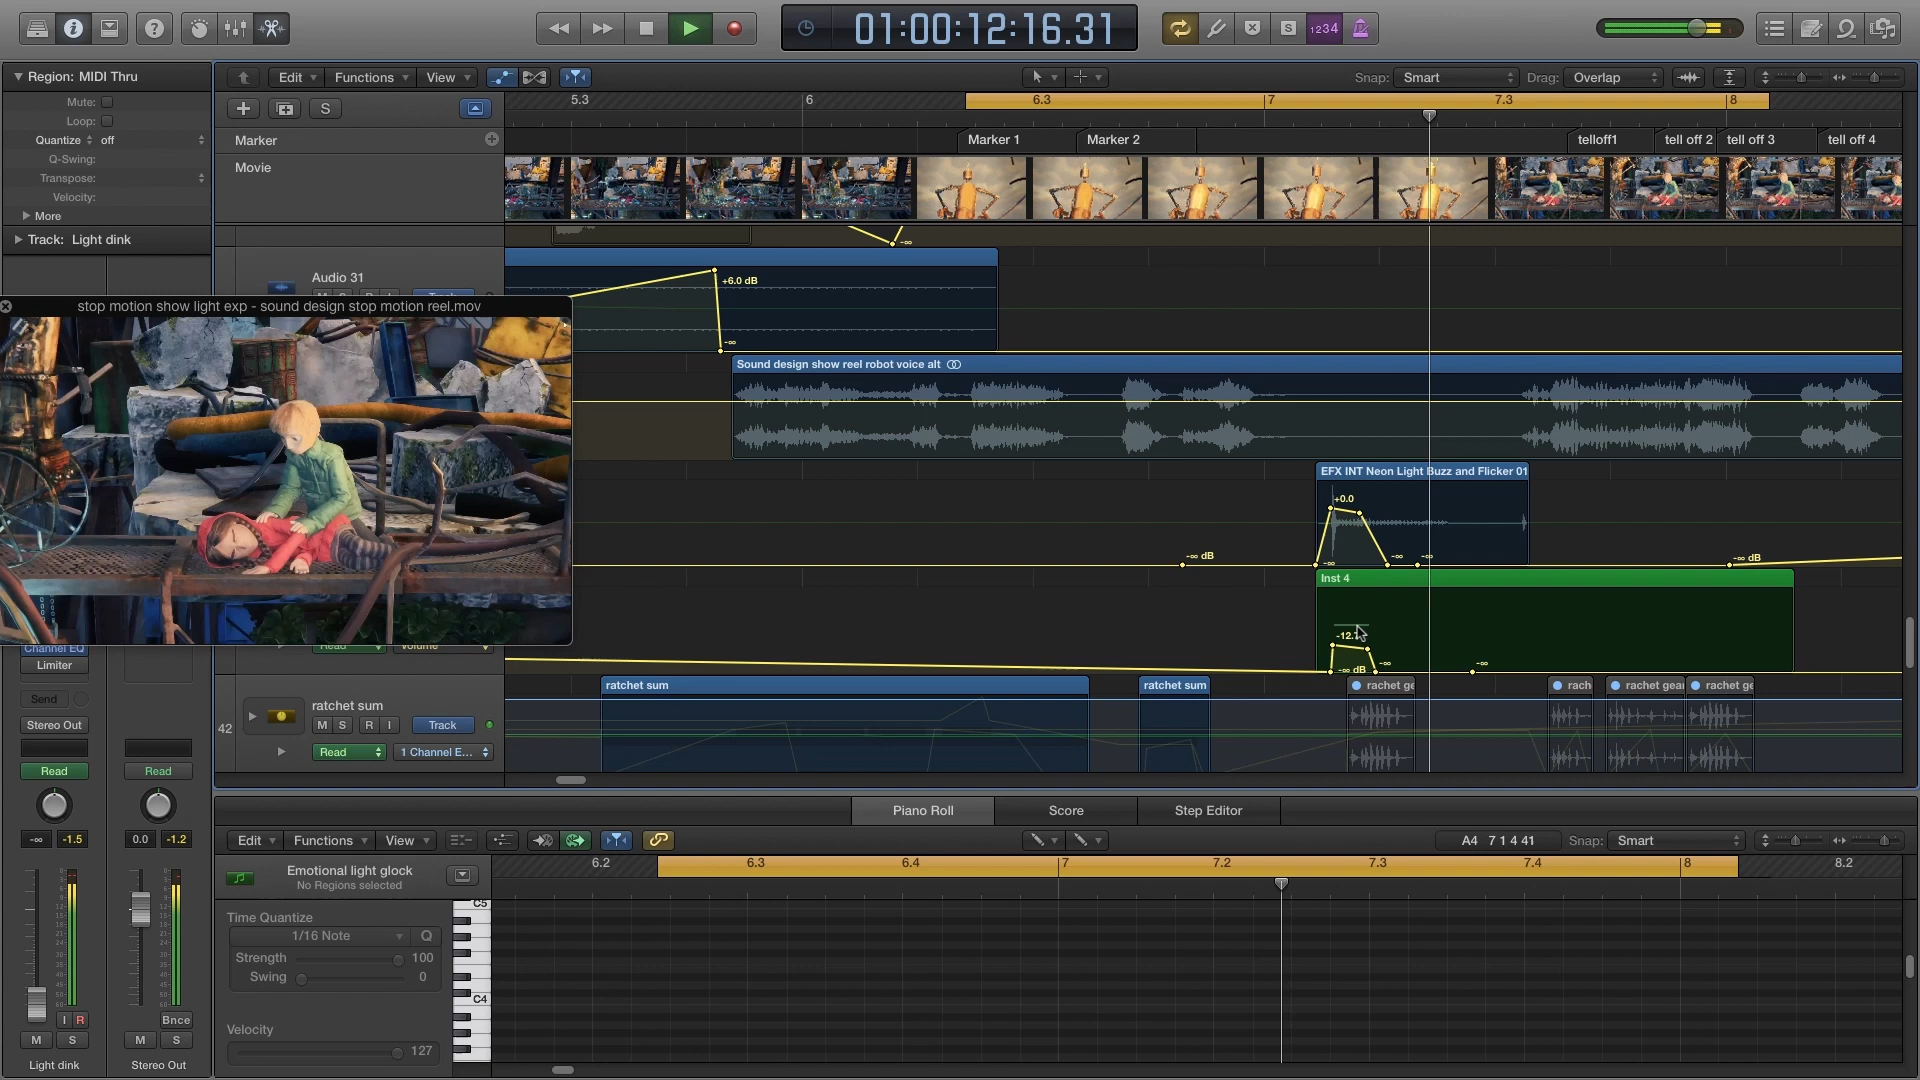 01:00:12:16.31
1234
Region: MIDI Thru
Edit
Functions
View
Snap:
Smart
Drag:
Overlap
Mute:
Loop:
Quantize
off
Q-Swing:
Transpose:
Velocity:
More
Track: Light dink
S
5.3
6
6.3
7
7.3
8
Marker
Marker 1
Marker 2
telloff1
tell off 2
tell off 3
tell off 4
Movie
-∞
Audio 31
+6.0 dB
-∞
stop motion show light exp - sound design stop motion reel.mov
Sound design show reel robot voice alt
EFX INT Neon Light Buzz and Flicker 01
+0.0
-∞ dB
-∞
-∞
-∞
-∞ dB
Inst 4
-∞ dB
-∞
-∞
Channel EQ
Limiter
Send
Stereo Out
Read
Read
ratchet sum
ratchet sum
rachet ge
rach
rachet gear
rachet ge
42
ratchet sum
M
S
R
I
Track
Read
1 Channel E...
-∞
-1.5
0.0
-1.2
I
R
Bnce
M
S
M
S
Light dink
Stereo Out
Piano Roll
Score
Step Editor
Edit
Functions
View
A4 7 1 4 41
Snap:
Smart
6.2
6.3
6.4
7
7.2
7.3
7.4
8
8.2
Emotional light glock
No Regions selected
Time Quantize
1/16 Note
Q
Strength
100
Swing
0
Velocity
127
C5
C4